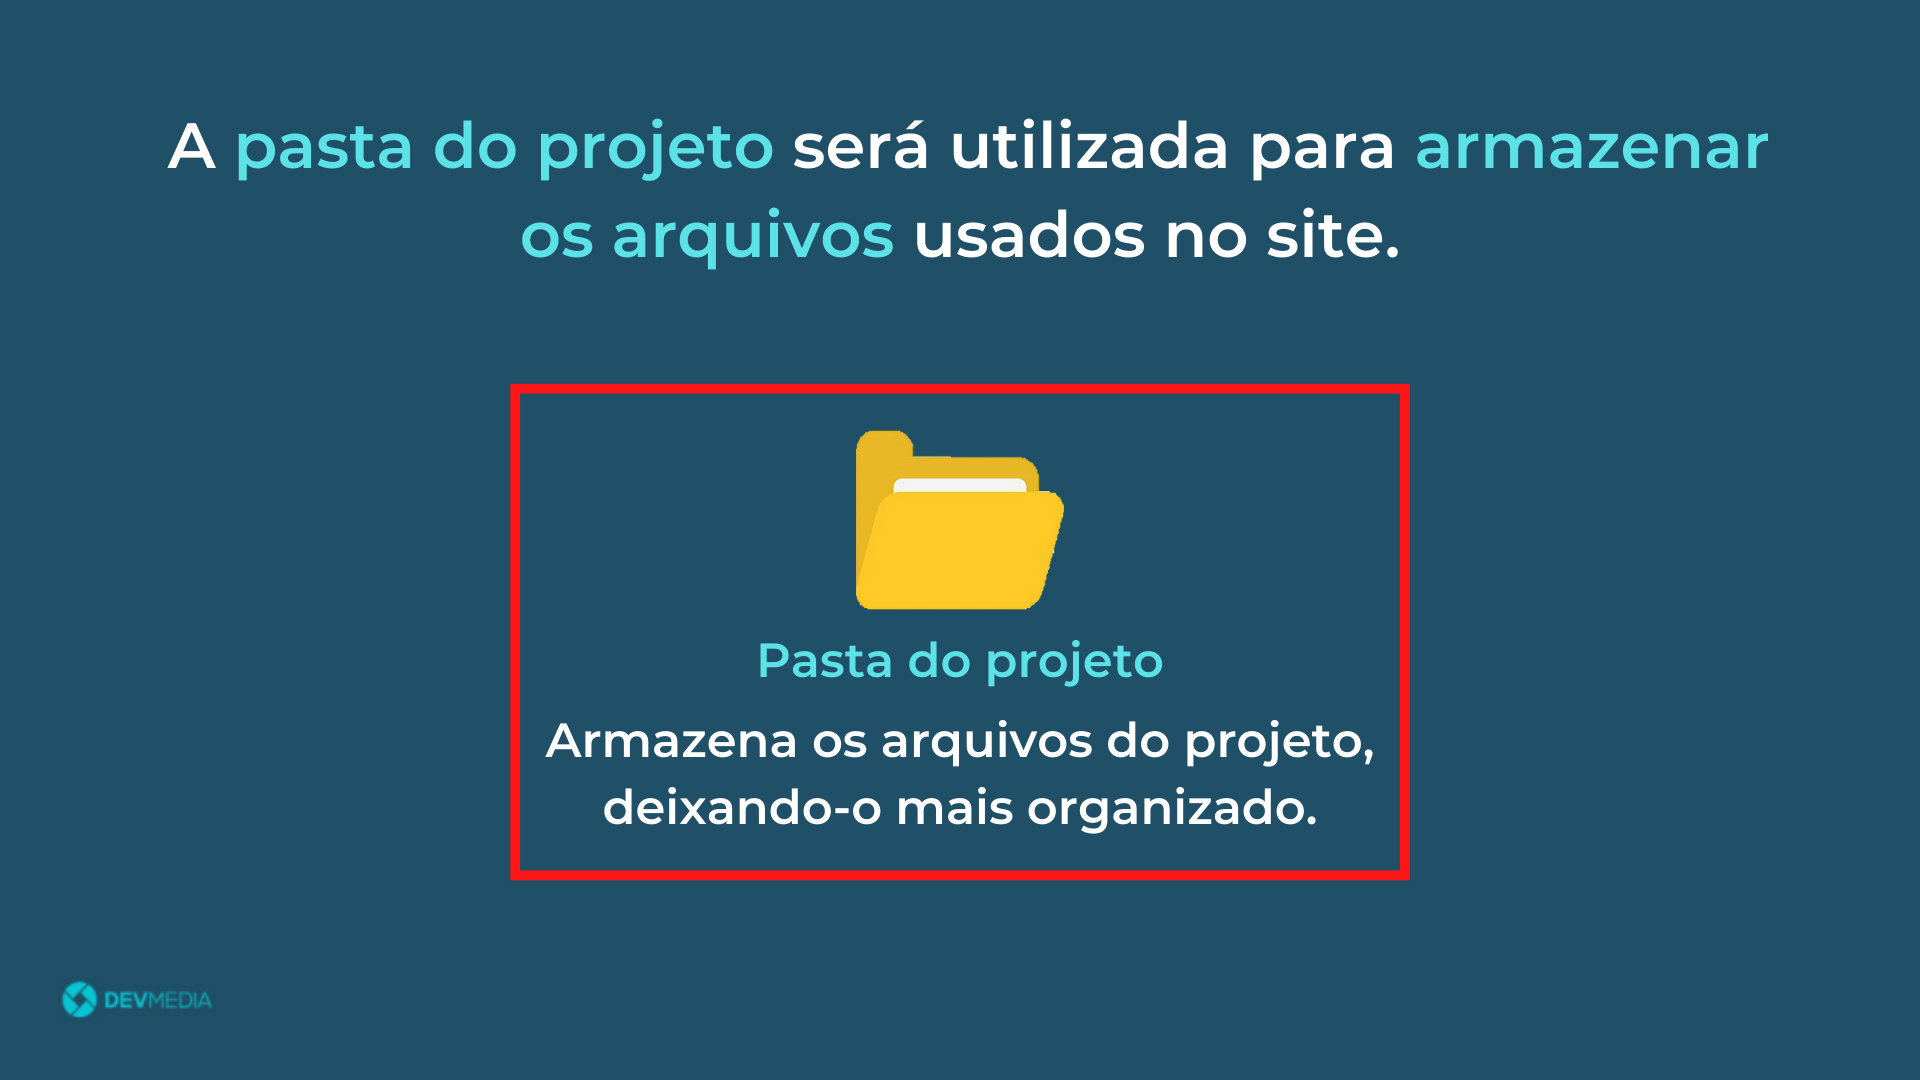 A pasta do projeto será utilizada para armazenar
os arquivos usados no site.
Pasta do projeto
Armazena os arquivos do projeto,
deixando-o mais organizado.
DEVMEDIA